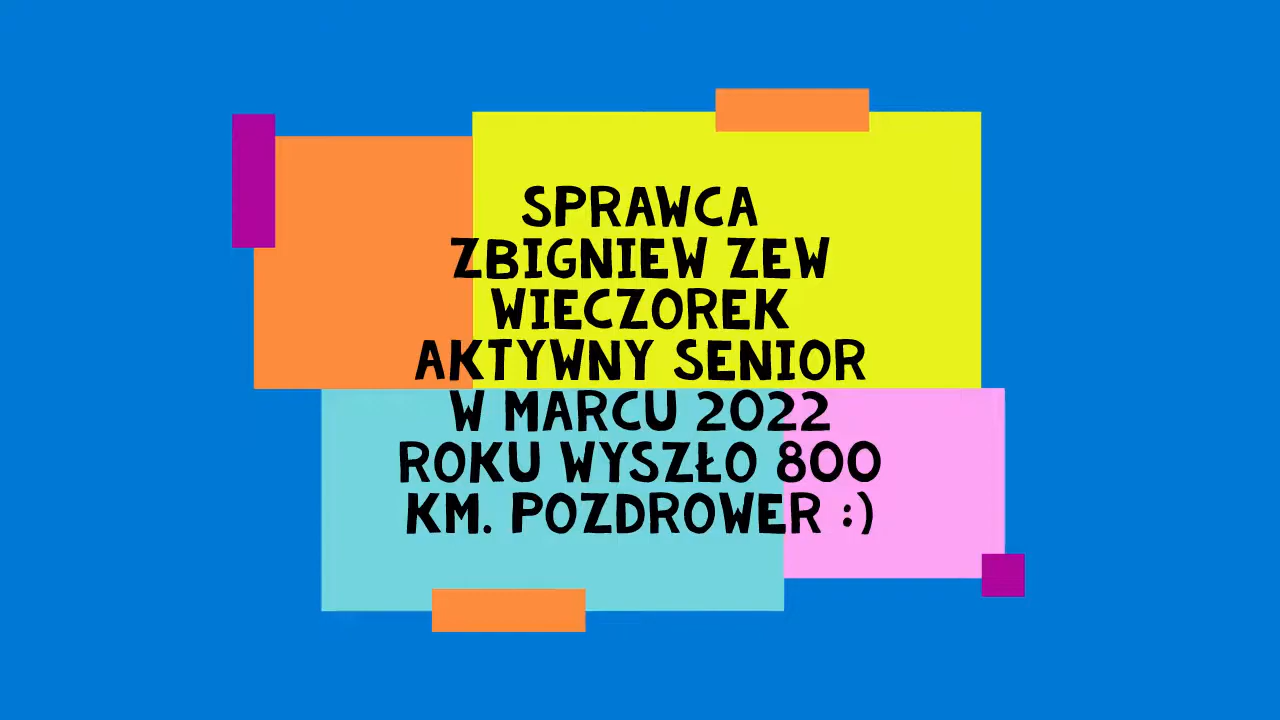 SPRAWCA
ZBIGNIEW ZEW
WIECZOREK
AKTYWNY SENIOR
W MARCU 2022
ROKU WYSZŁO 800
KM. POZDROWER :)